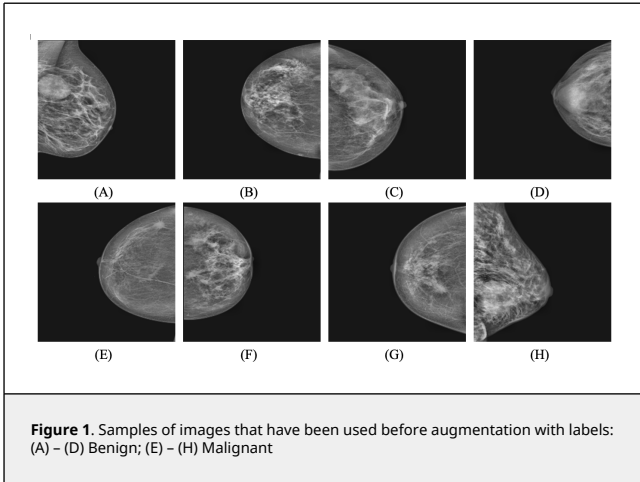 (A)
(B)
(C)
(D)
(E)
(F)
(G)
(H)
Figure 1. Samples of images that have been used before augmentation with labels:
(A) – (D) Benign; (E) – (H) Malignant